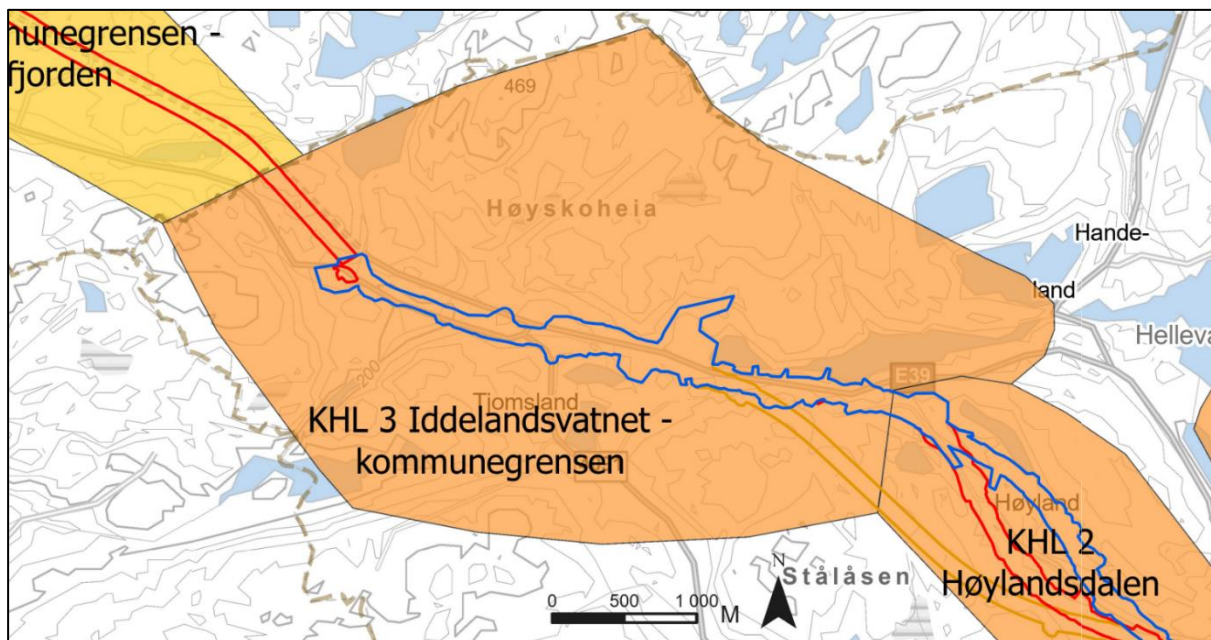 nunegrensen -
fjorden
469
Høyskoheia
Hande-
land
Helleva
E39
200
Tjomsland
KHL 3 Iddelandsvatnet -
kommunegrensen
Høyland
KHL 2
Høylandsdalen
Stålåsen
N
0 500 1 000
M